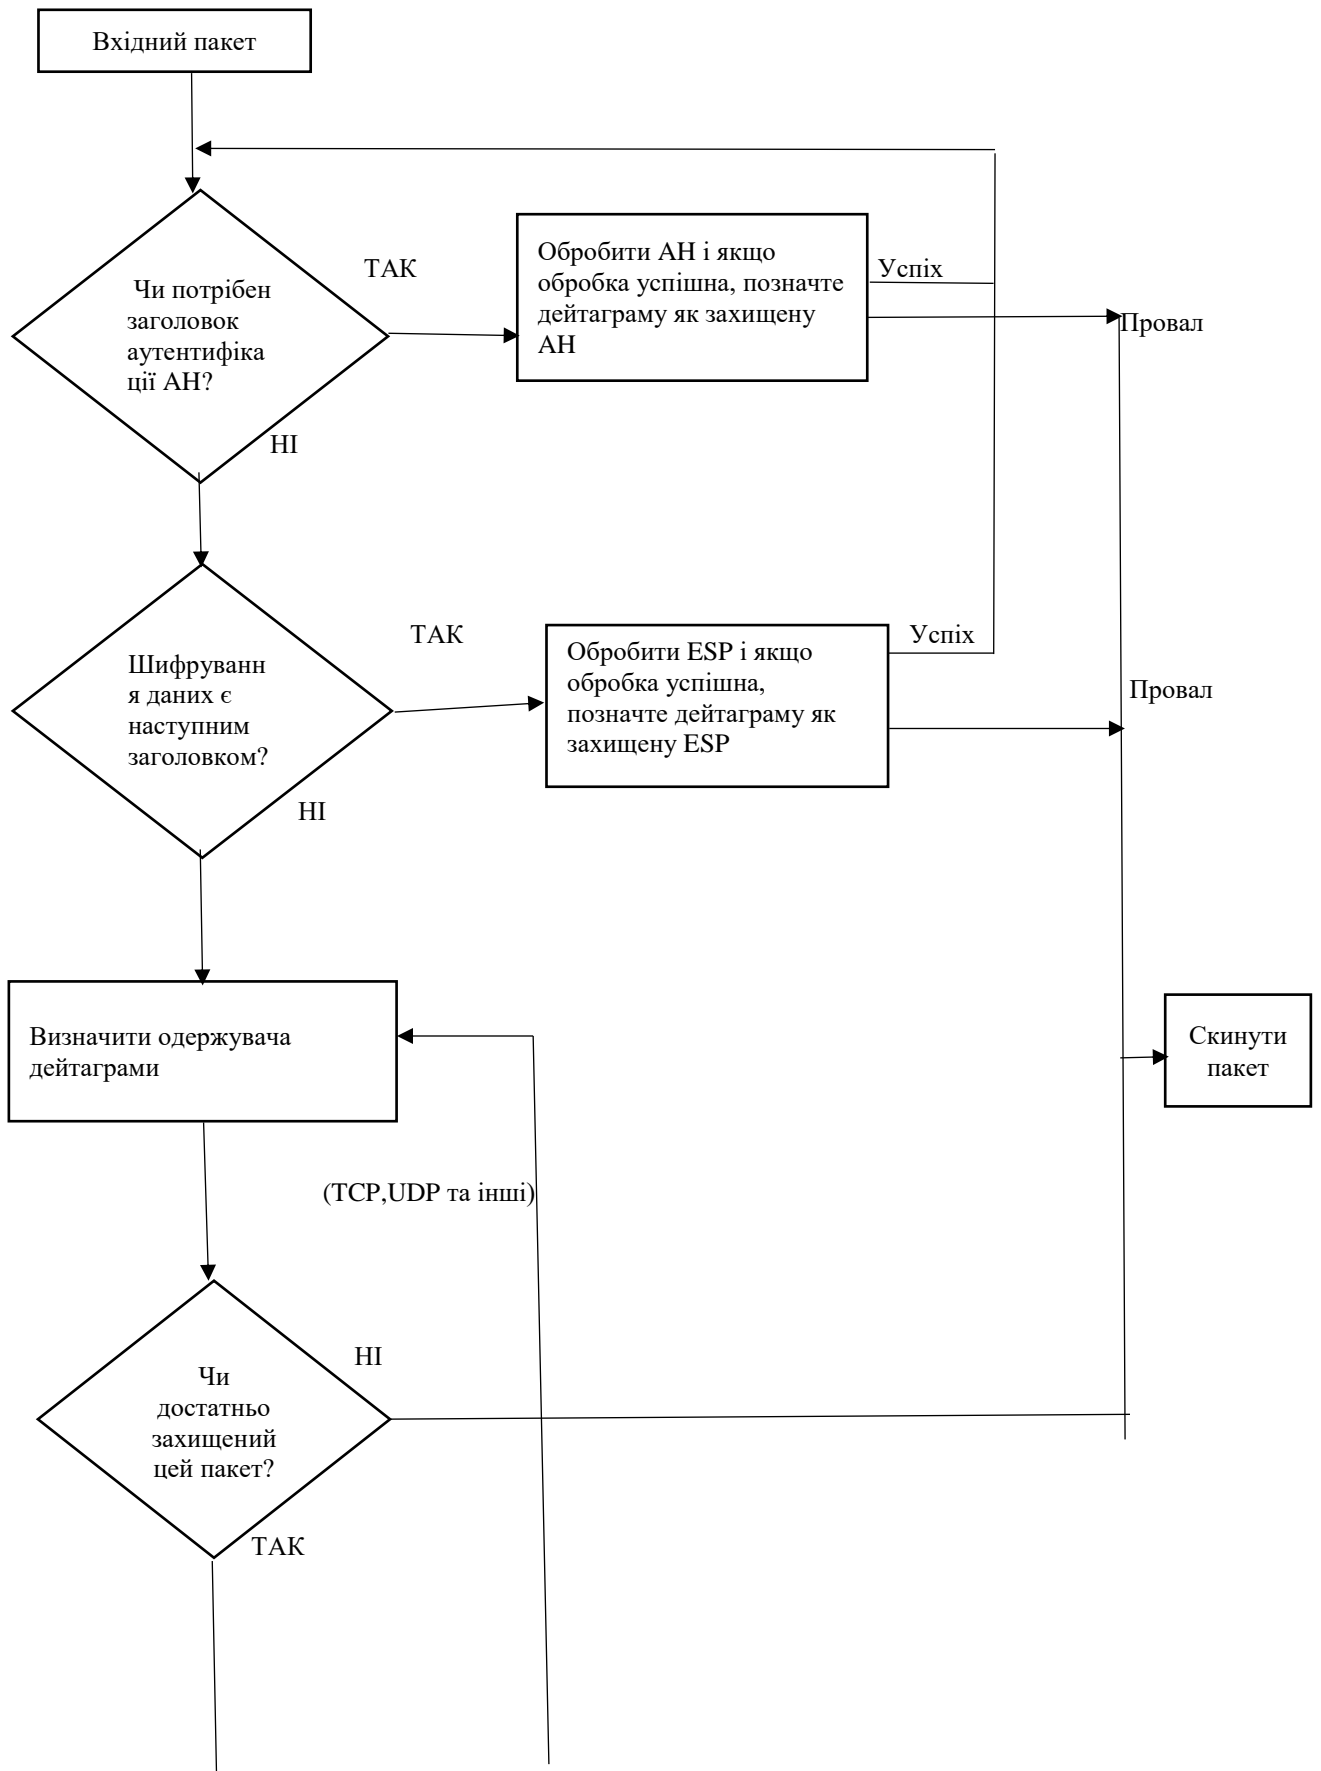 Вхідний пакет
ТАК
Обробити АН і якщо
обробка успішна, позначте
дейтаграму як захищену
АН
Успіх
Провал
Чи потрібен
заголовок
аутентифіка
ції АН?
НІ
ТАК
Обробити ESP і якщо
обробка успішна,
позначте дейтаграму як
захищену ESP
Успіх
Провал
Шифруванн
я даних є
наступним
заголовком?
НІ
Визначити одержувача
дейтаграми
Скинути
пакет
(TCP,UDP та інші)
НІ
Чи
достатньо
захищений
цей пакет?
ТАК